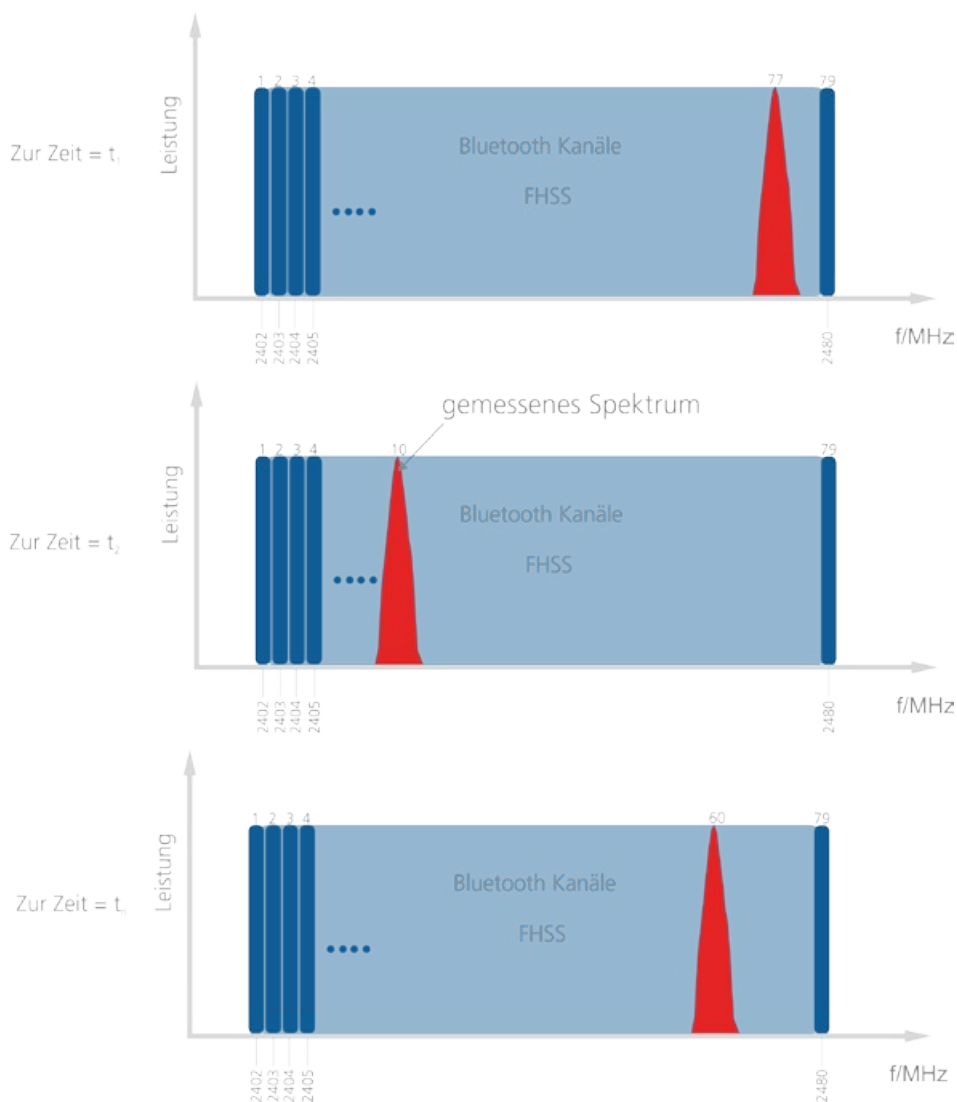 1 2 3 4 77 79
Zur Zeit = t₁
Leistung
Bluetooth Kanäle
FHSS
2402 2403 2404 2405 2480
f/MHz
gemessenes Spektrum
1 2 3 4 10 79
Zur Zeit = t₂
Leistung
Bluetooth Kanäle
FHSS
2402 2403 2404 2405 2480
f/MHz
1 2 3 4 60 79
Zur Zeit = t
Leistung
Bluetooth Kanäle
FHSS
2402 2403 2404 2405 2480
f/MHz